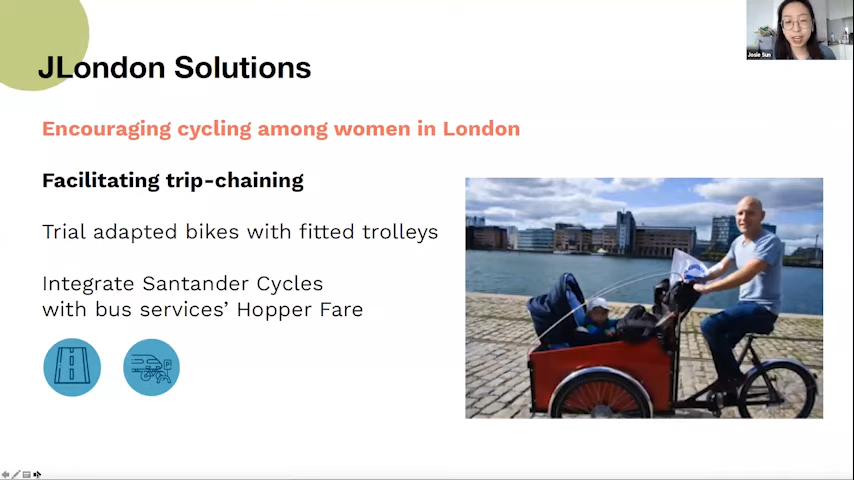 Josie Sun
JLondon Solutions
Encouraging cycling among women in London
Facilitating trip-chaining
Trial adapted bikes with fitted trolleys
Integrate Santander Cycles
with bus services’ Hopper Fare
P